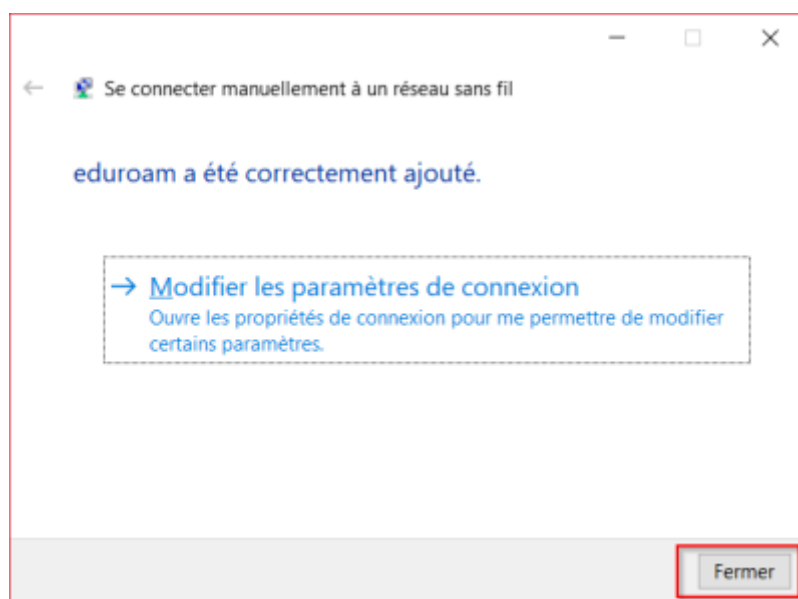 Se connecter manuellement à un réseau sans fil
eduroam a été correctement ajouté.
Modifier les paramètres de connexion
Ouvre les propriétés de connexion pour me permettre de modifier
certains paramètres.
Fermer